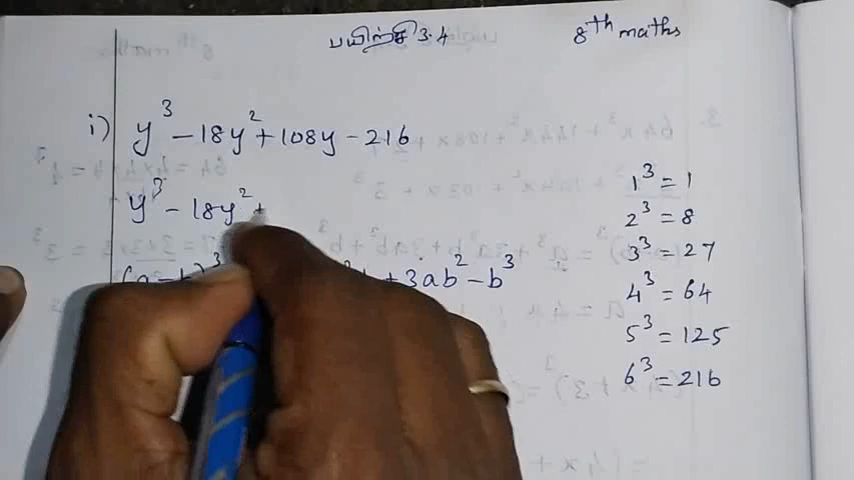 பயிற்சி 3.4
8th maths
i) y³ - 18y² + 108y - 216
y³ - 18y² +
(a - b)³
+ 3ab² - b³
1³ = 1
2³ = 8
3³ = 27
4³ = 64
5³ = 125
6³ = 216